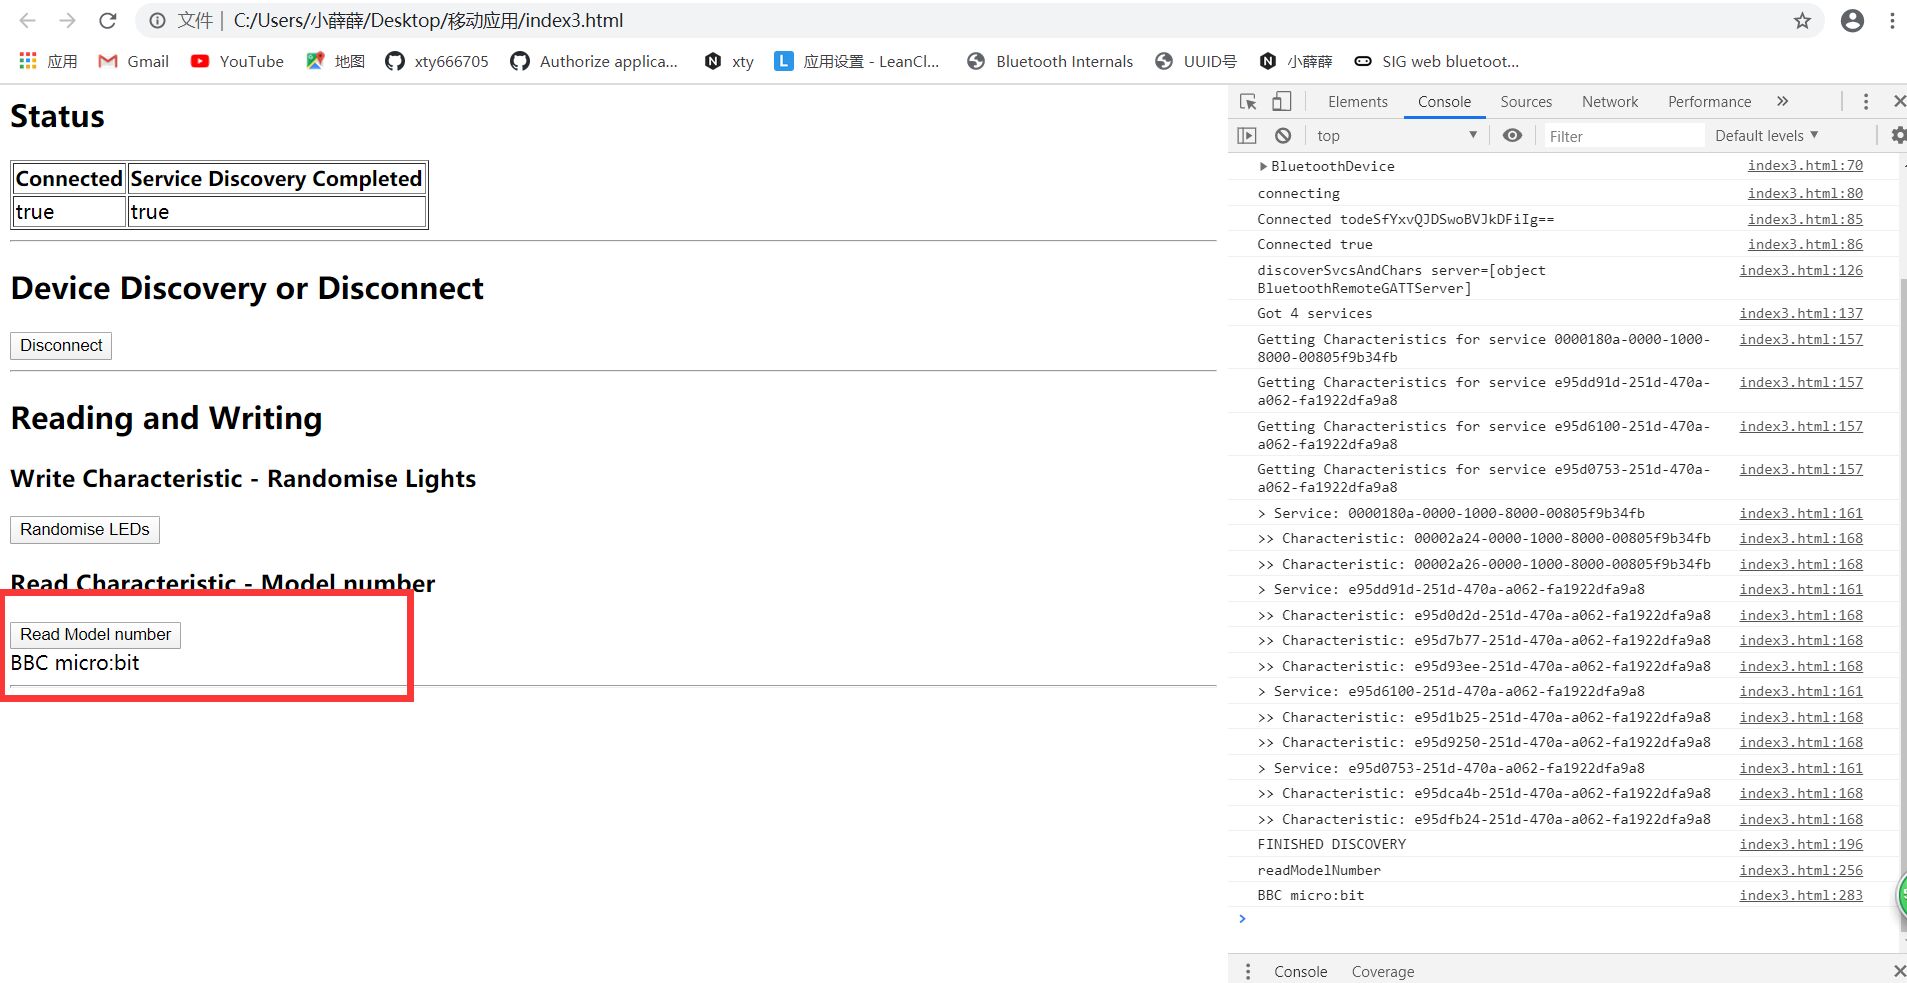 文件 | C:/Users/小薛薛/Desktop/移动应用/index3.html
应用 Gmail YouTube 地图 xty666705 Authorize applica... xty 应用设置 - LeanCl... Bluetooth Internals UUID号 小薛薛 SIG web bluetoot...
Status
Connected Service Discovery Completed
true true
Device Discovery or Disconnect
Disconnect
Reading and Writing
Write Characteristic - Randomise Lights
Randomise LEDs
Read Characteristic - Model number
Read Model number
BBC micro:bit
Elements Console Sources Network Performance »
top Filter Default levels
BluetoothDevice index3.html:70
connecting index3.html:80
Connected todeSfYxvQJDSwoBVJkDFiIg== index3.html:85
Connected true index3.html:86
discoverSvcsAndChars server=[object index3.html:126
BluetoothRemoteGATTServer]
Got 4 services index3.html:137
Getting Characteristics for service 0000180a-0000-1000- index3.html:157
8000-00805f9b34fb
Getting Characteristics for service e95dd91d-251d-470a- index3.html:157
a062-fa1922dfa9a8
Getting Characteristics for service e95d6100-251d-470a- index3.html:157
a062-fa1922dfa9a8
Getting Characteristics for service e95d0753-251d-470a- index3.html:157
a062-fa1922dfa9a8
> Service: 0000180a-0000-1000-8000-00805f9b34fb index3.html:161
>> Characteristic: 00002a24-0000-1000-8000-00805f9b34fb index3.html:168
>> Characteristic: 00002a26-0000-1000-8000-00805f9b34fb index3.html:168
> Service: e95dd91d-251d-470a-a062-fa1922dfa9a8 index3.html:161
>> Characteristic: e95d0d2d-251d-470a-a062-fa1922dfa9a8 index3.html:168
>> Characteristic: e95d7b77-251d-470a-a062-fa1922dfa9a8 index3.html:168
>> Characteristic: e95d93ee-251d-470a-a062-fa1922dfa9a8 index3.html:168
> Service: e95d6100-251d-470a-a062-fa1922dfa9a8 index3.html:161
>> Characteristic: e95d1b25-251d-470a-a062-fa1922dfa9a8 index3.html:168
>> Characteristic: e95d9250-251d-470a-a062-fa1922dfa9a8 index3.html:168
> Service: e95d0753-251d-470a-a062-fa1922dfa9a8 index3.html:161
>> Characteristic: e95dca4b-251d-470a-a062-fa1922dfa9a8 index3.html:168
>> Characteristic: e95dfb24-251d-470a-a062-fa1922dfa9a8 index3.html:168
FINISHED DISCOVERY index3.html:196
readModelNumber index3.html:256
BBC micro:bit index3.html:283
>
Console Coverage